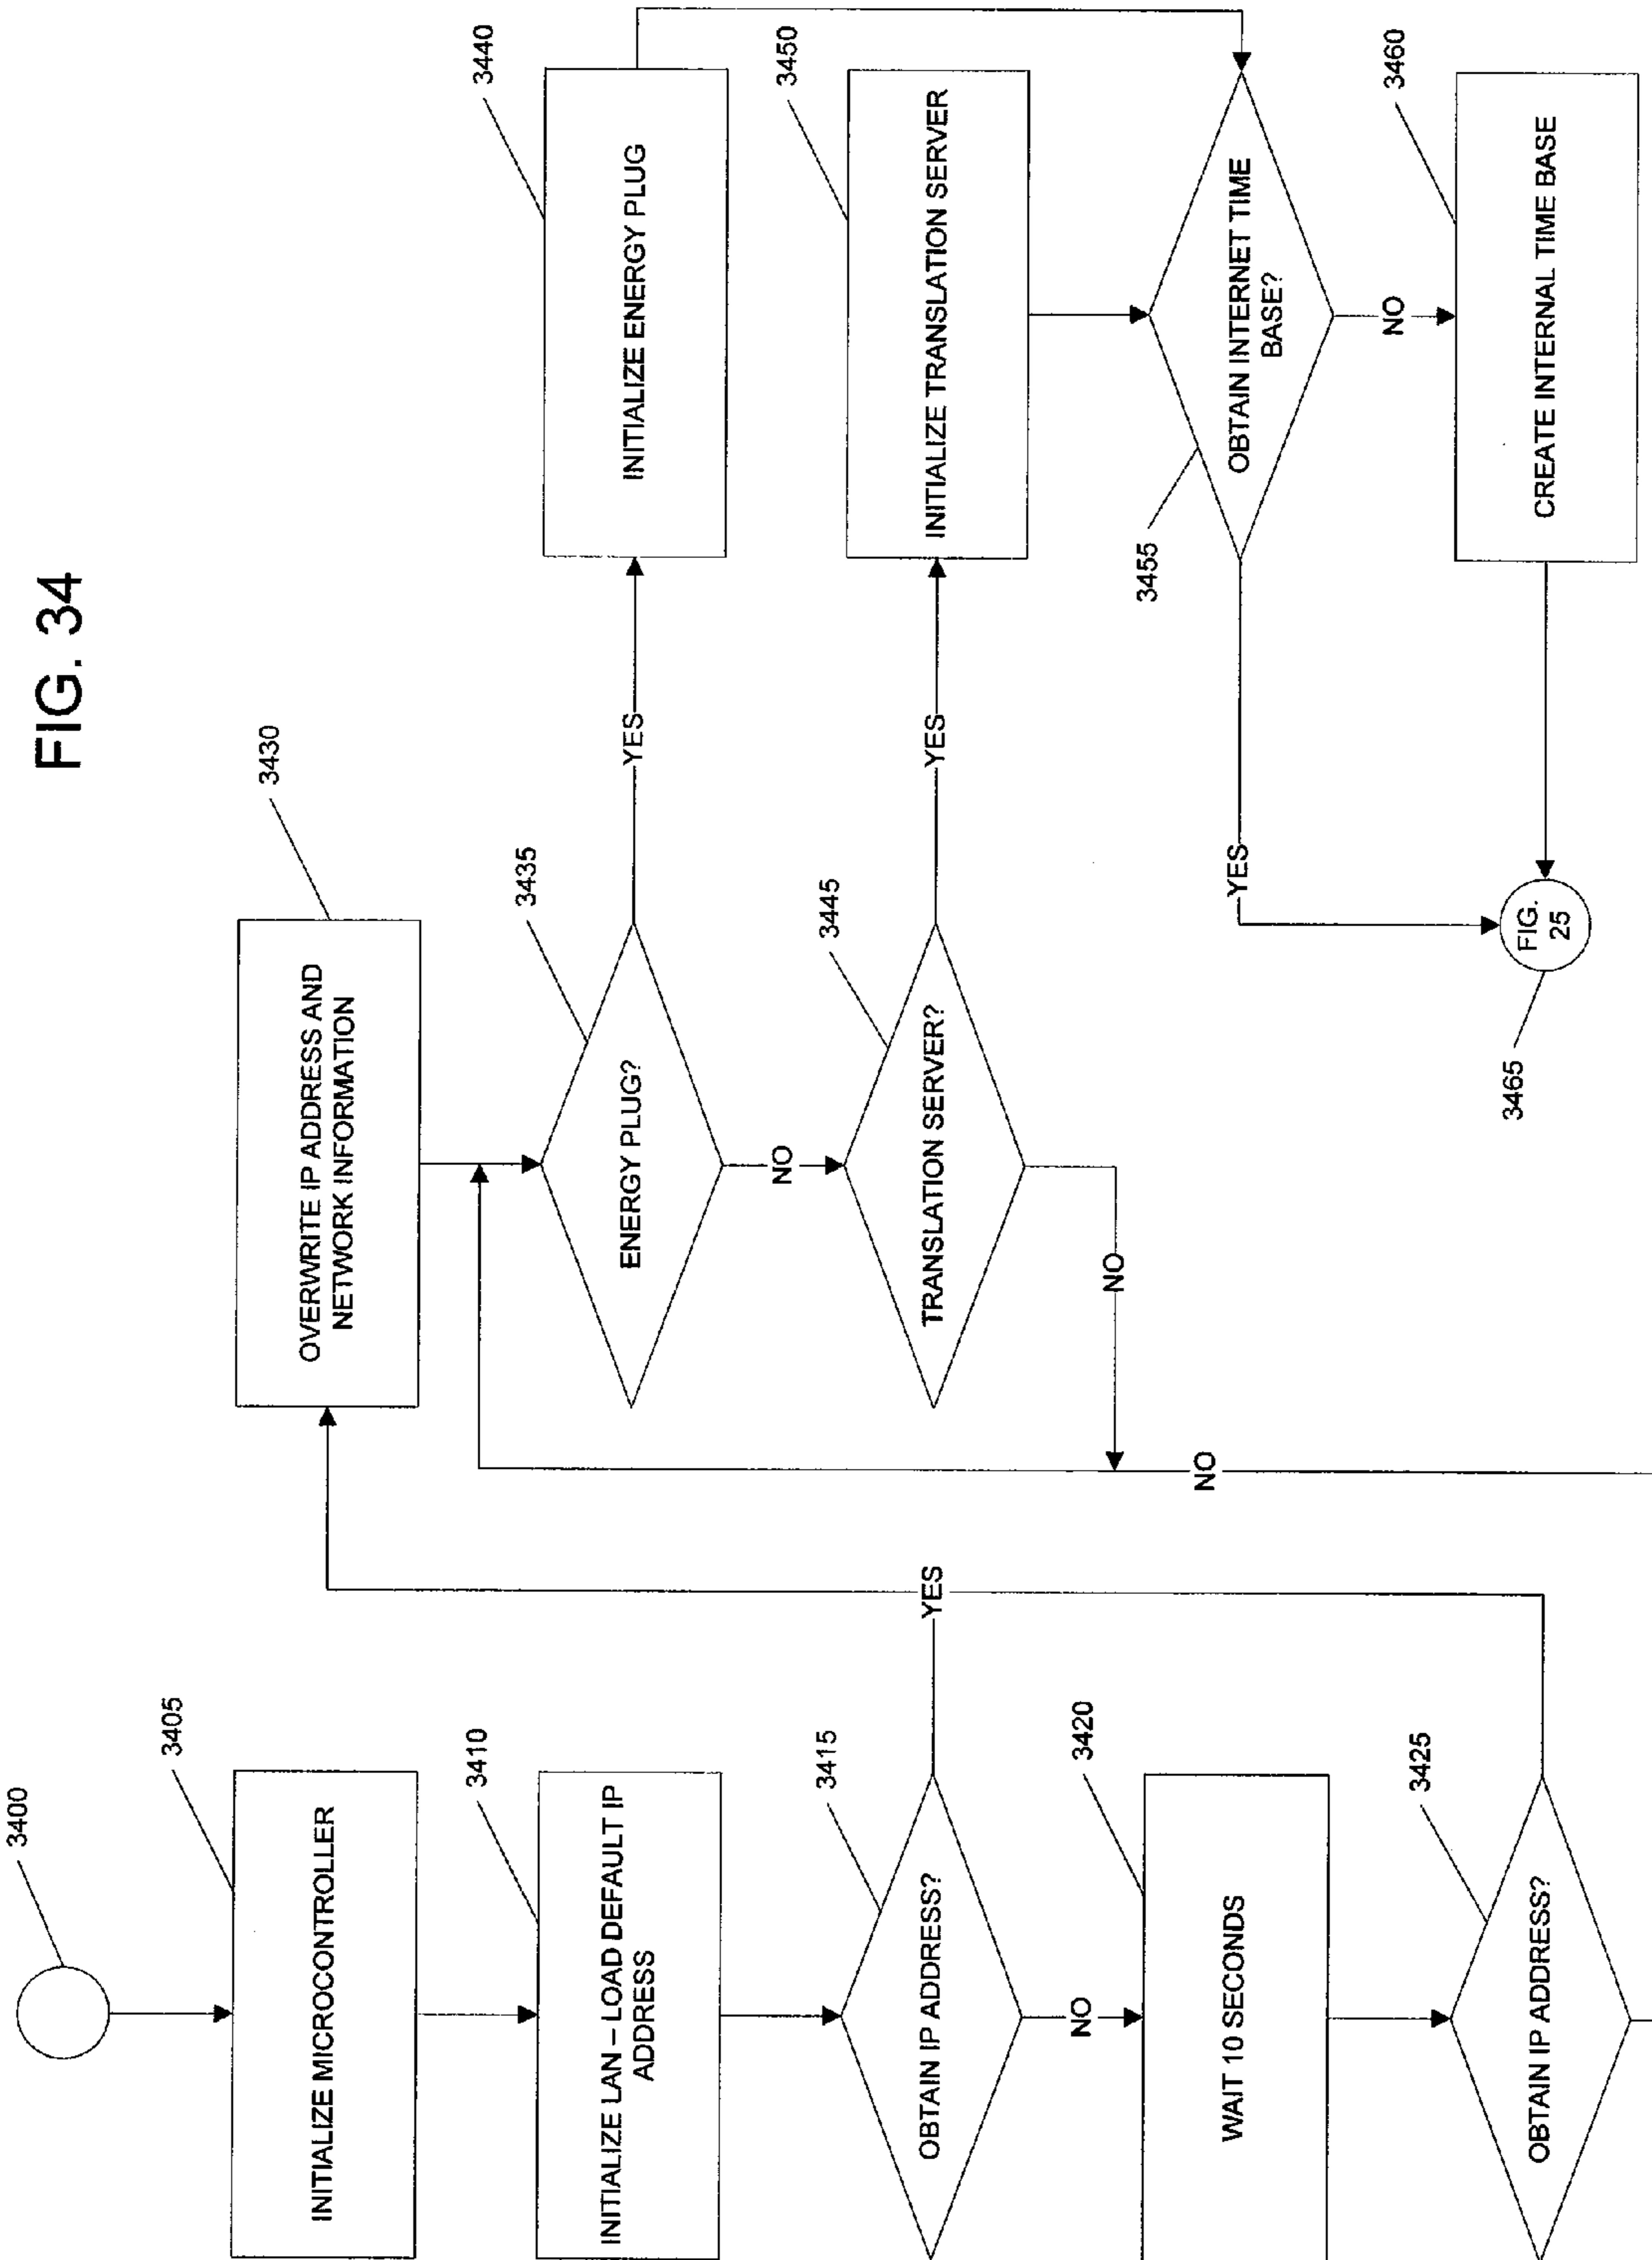 FIG. 34
3400
3405
INITIALIZE MICROCONTROLLER
3410
INITIALIZE LAN – LOAD DEFAULT IP
ADDRESS
3415
OBTAIN IP ADDRESS?
YES
NO
3420
WAIT 10 SECONDS
3425
OBTAIN IP ADDRESS?
NO
3430
OVERWRITE IP ADDRESS AND
NETWORK INFORMATION
3435
ENERGY PLUG?
YES
NO
3440
INITIALIZE ENERGY PLUG
3445
TRANSLATION SERVER?
YES
NO
3450
INITIALIZE TRANSLATION SERVER
3455
OBTAIN INTERNET TIME
BASE?
YES
NO
3460
CREATE INTERNAL TIME BASE
FIG.
25
3465